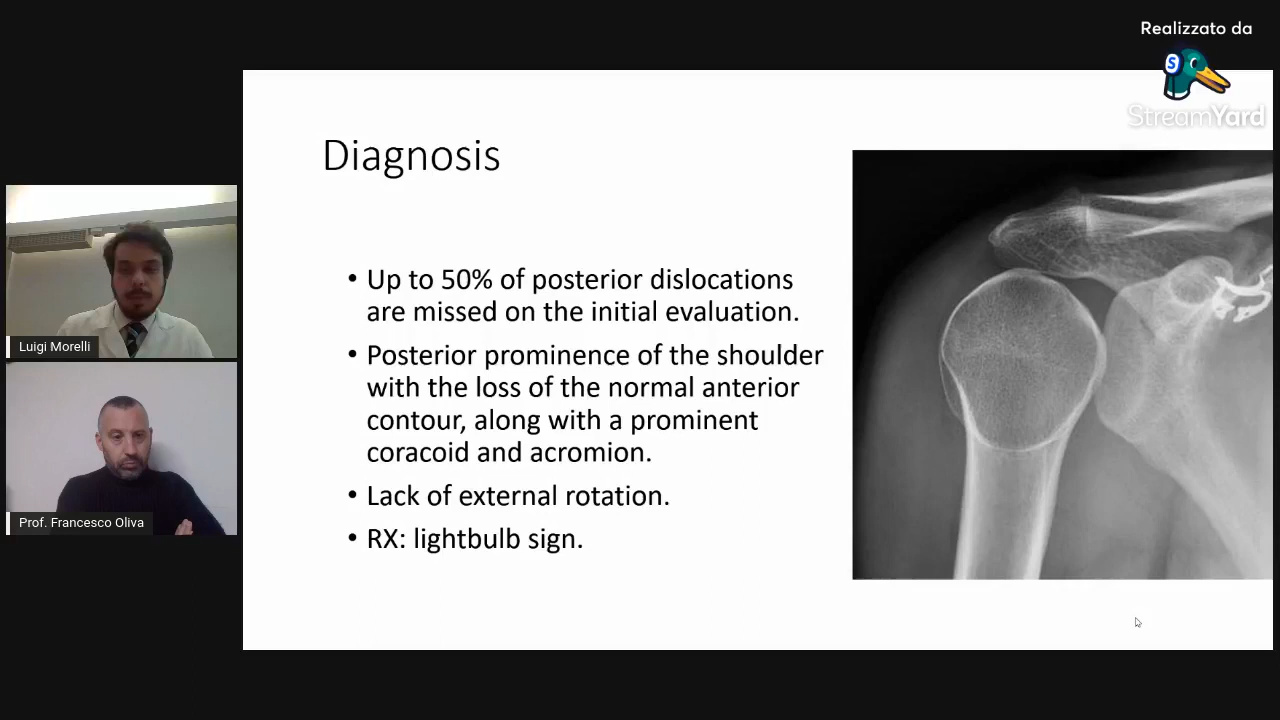 Realizzato da
S
StreamYard
Diagnosis
• Up to 50% of posterior dislocations
are missed on the initial evaluation.
• Posterior prominence of the shoulder
with the loss of the normal anterior
contour, along with a prominent
coracoid and acromion.
• Lack of external rotation.
• RX: lightbulb sign.
Luigi Morelli
Prof. Francesco Oliva